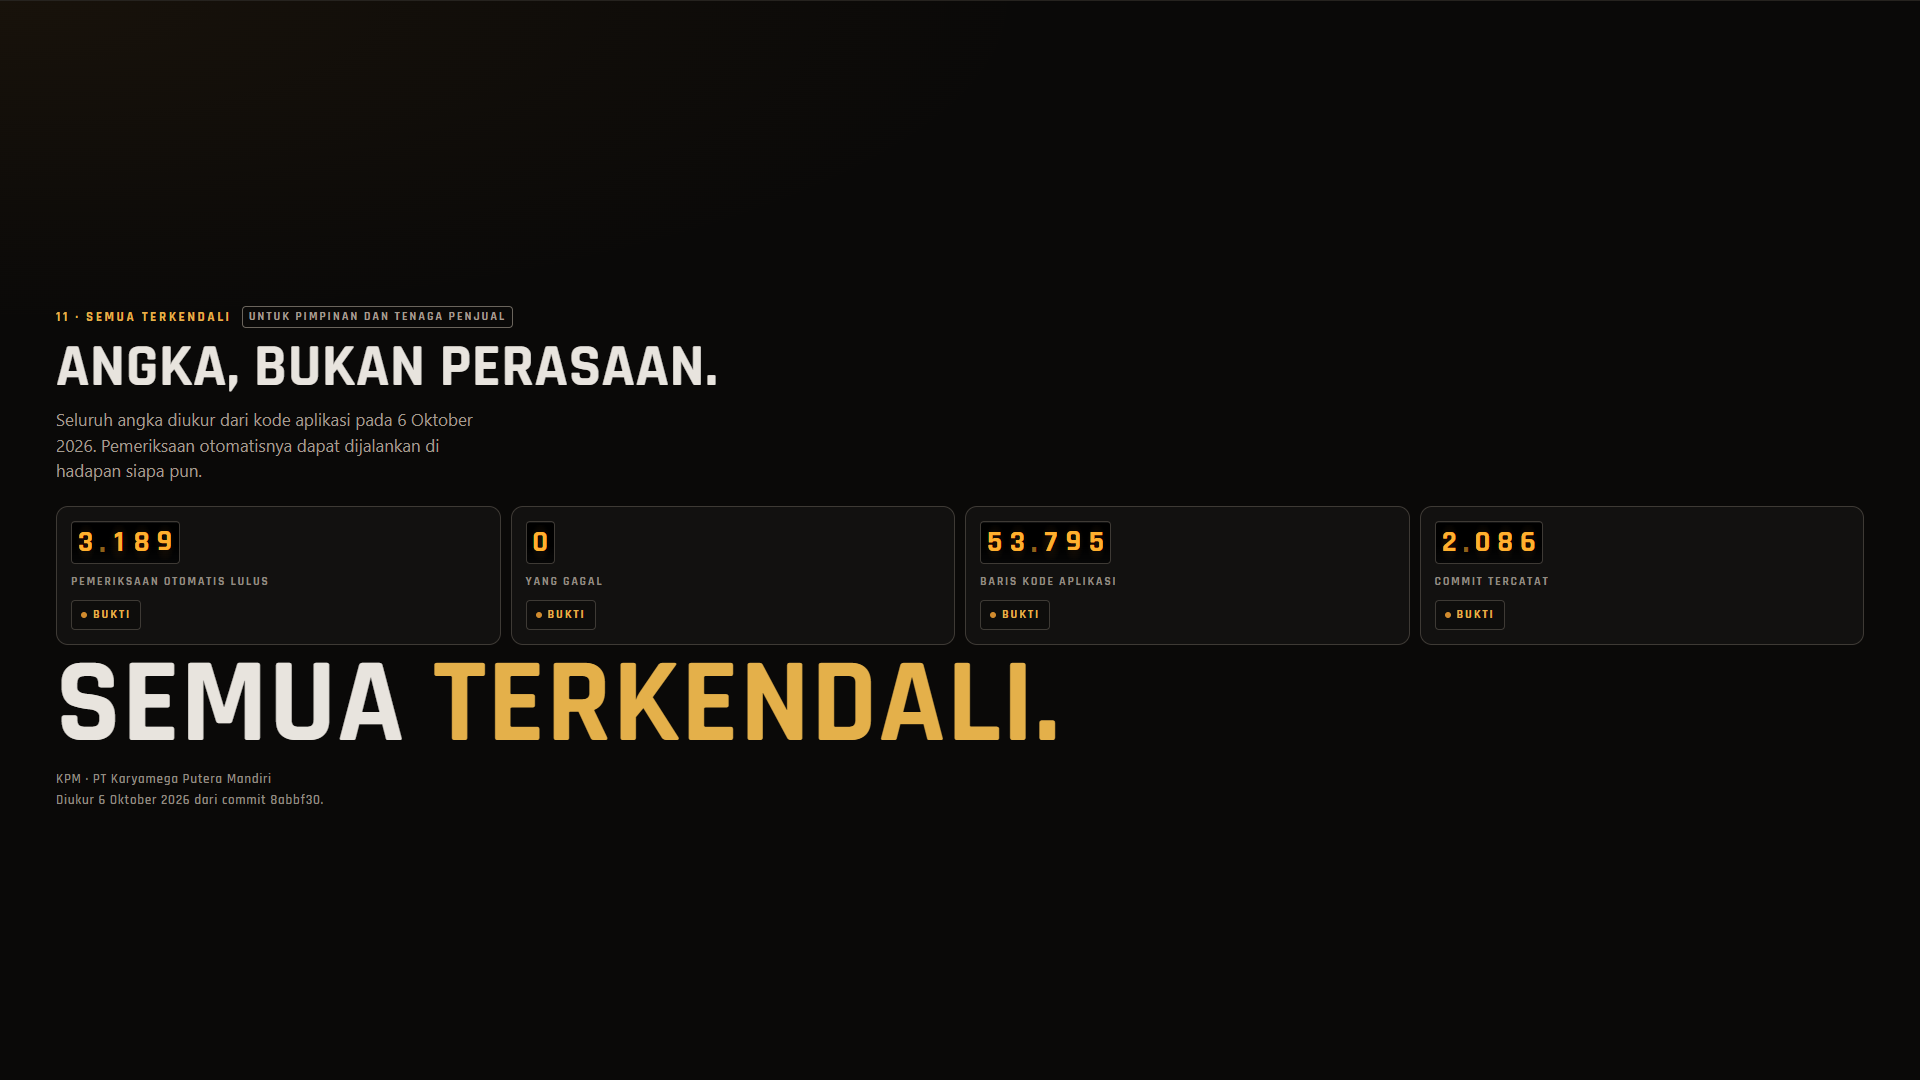 11 · SEMUA TERKENDALI UNTUK PIMPINAN DAN TENAGA PENJUAL
ANGKA, BUKAN PERASAAN.
Seluruh angka diukur dari kode aplikasi pada 6 Oktober
2026. Pemeriksaan otomatisnya dapat dijalankan di
hadapan siapa pun.
3.189
PEMERIKSAAN OTOMATIS LULUS
BUKTI
0
YANG GAGAL
BUKTI
53.795
BARIS KODE APLIKASI
BUKTI
2.086
COMMIT TERCATAT
BUKTI
SEMUA TERKENDALI.
KPM · PT Karyamega Putera Mandiri
Diukur 6 Oktober 2026 dari commit 8abbf30.